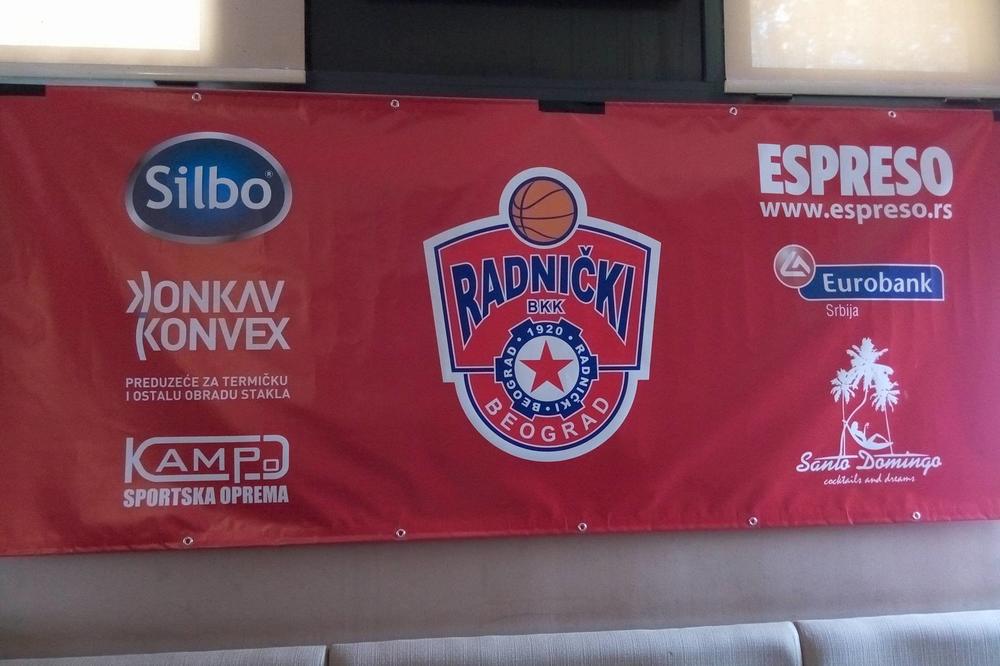 Silbo®
KONKAV
KONVEX
PREDUZEĆE ZA TERMIČKU
I OSTALU OBRADU STAKLA
KAMPO
SPORTSKA OPREMA
RADNIČKI
BKK
1920 • RADNIČKI • BEOGRAD •
BEOGRAD
ESPRESO
www.espreso.rs
Eurobank
Srbija
Santo Domingo
cocktails and dreams